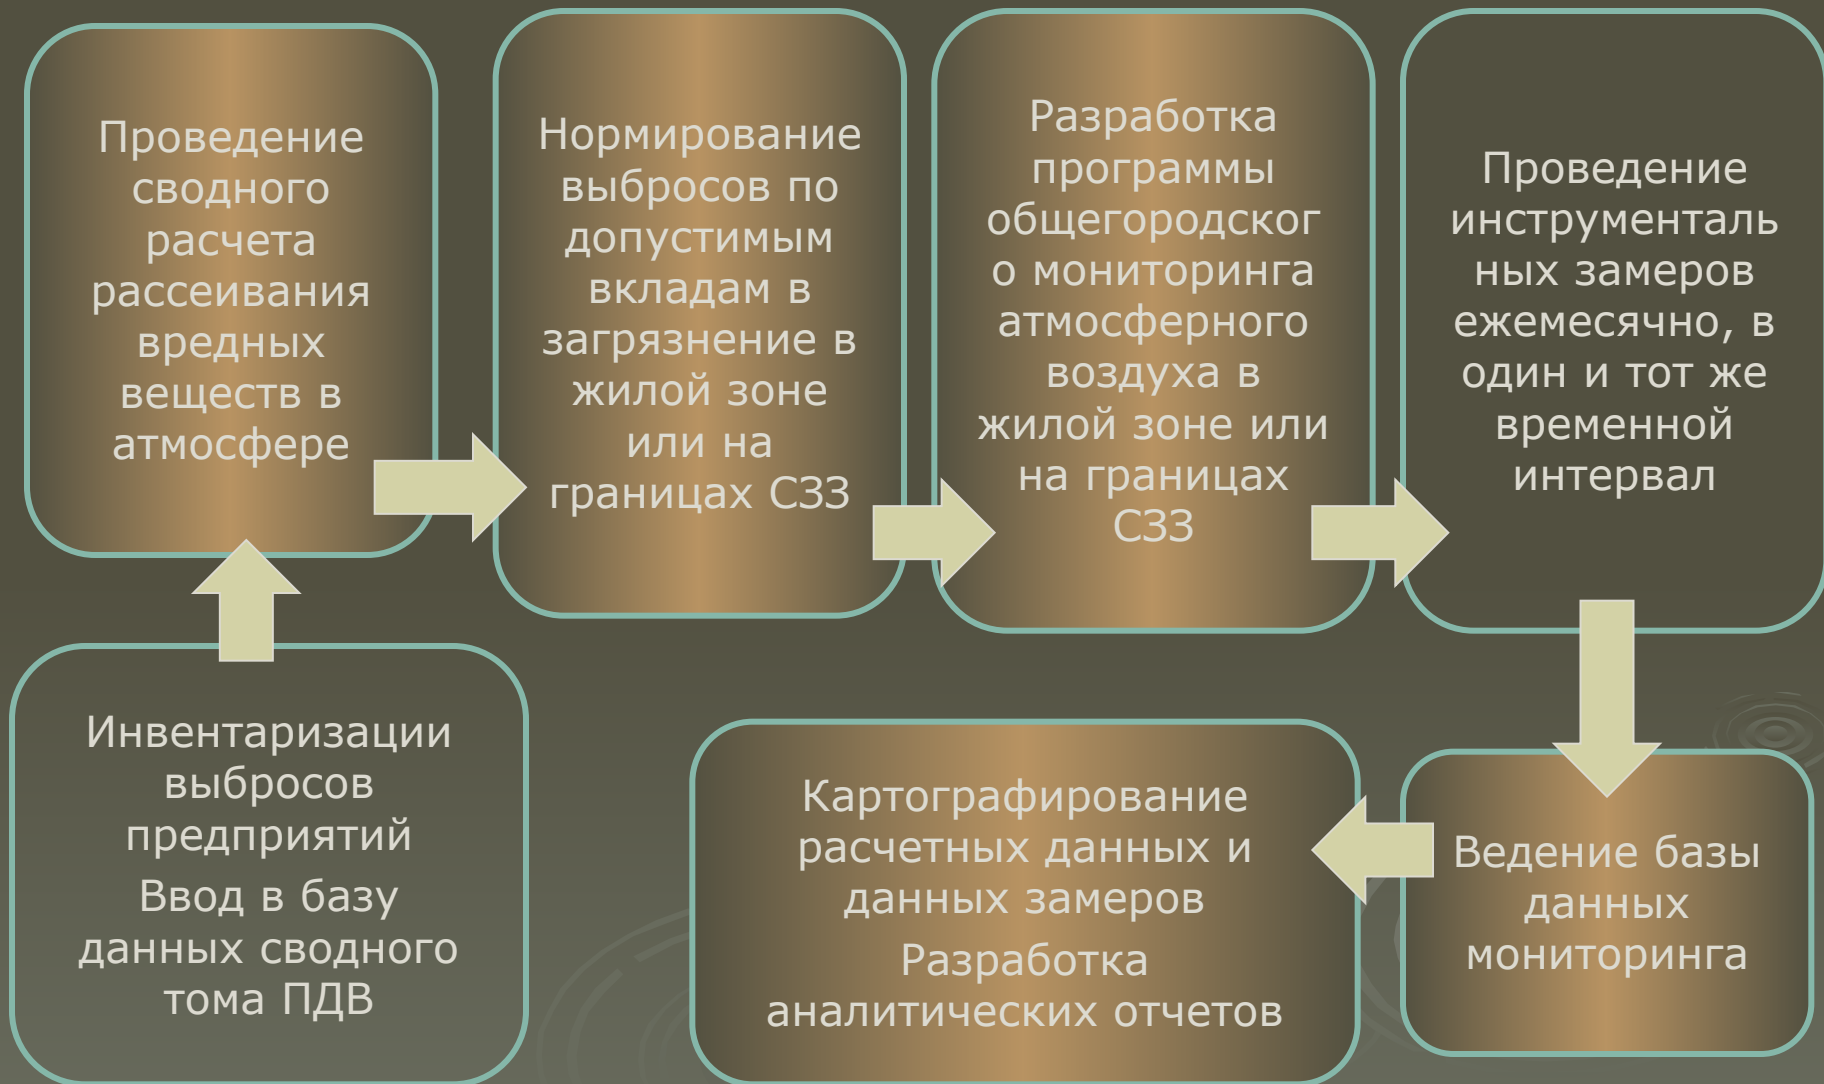 Проведение
сводного
расчета
рассеивания
вредных
веществ в
атмосфере
Нормирование
выбросов по
допустимым
вкладам в
загрязнение в
жилой зоне
или на
границах СЗЗ
Разработка
программы
общегородског
о мониторинга
атмосферного
воздуха в
жилой зоне или
на границах
СЗЗ
Проведение
инструменталь
ных замеров
ежемесячно, в
один и тот же
временной
интервал
Инвентаризации
выбросов
предприятий
Ввод в базу
данных сводного
тома ПДВ
Картографирование
расчетных данных и
данных замеров
Разработка
аналитических отчетов
Ведение базы
данных
мониторинга